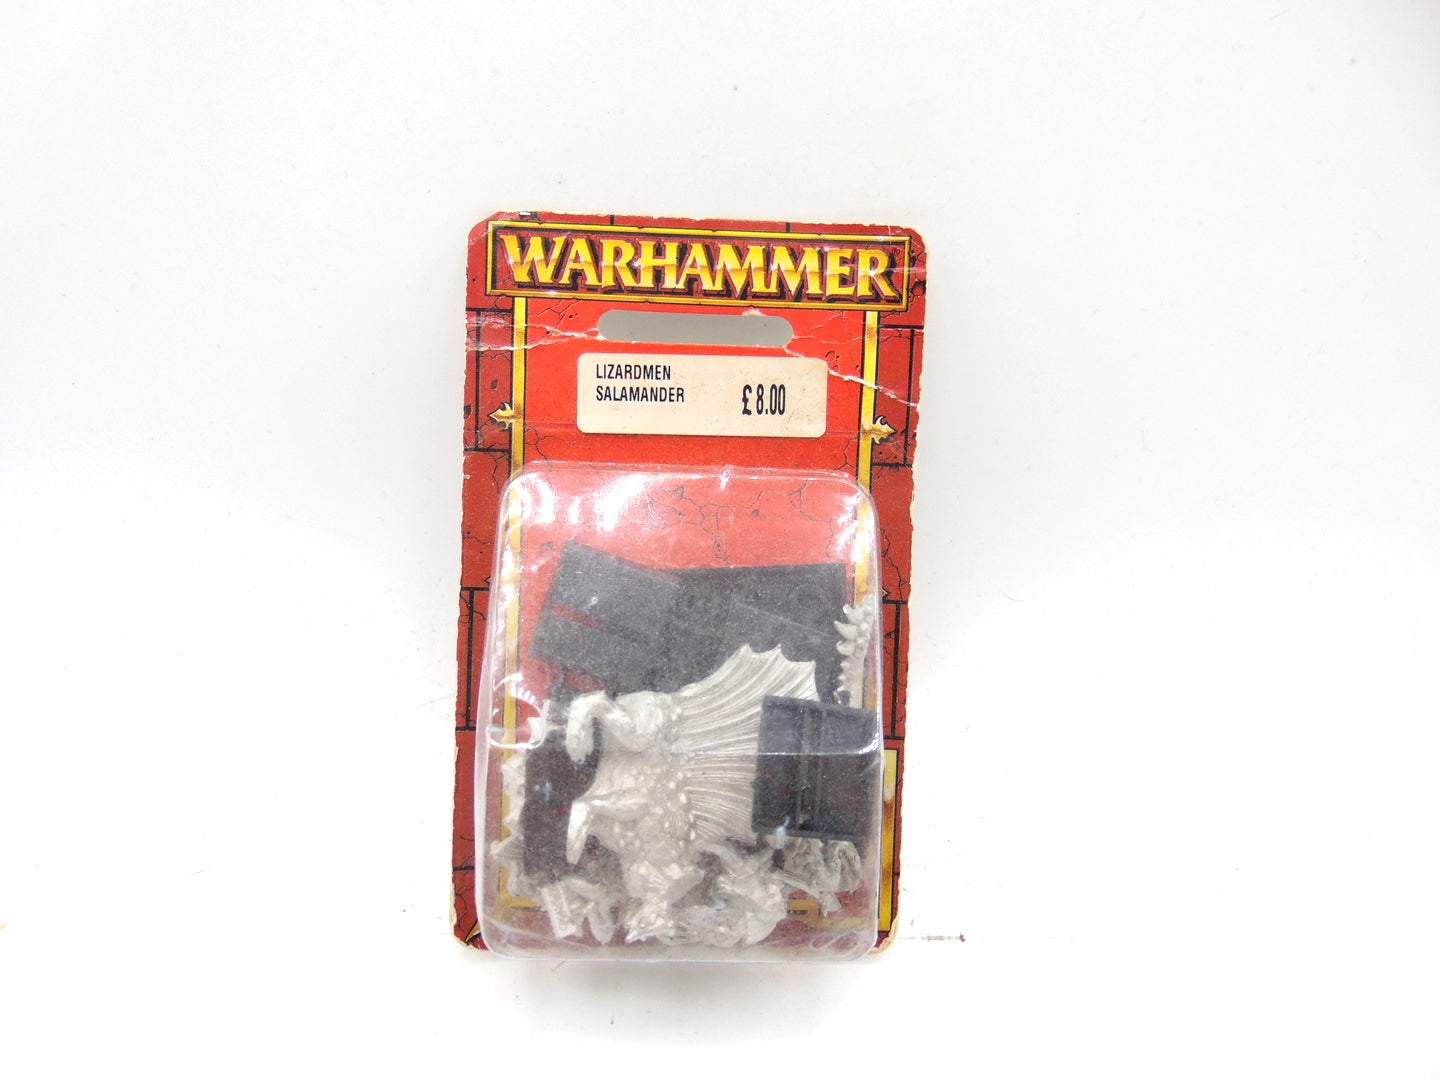 WARHAMMER
LIZARDMEN
SALAMANDER
£8.00